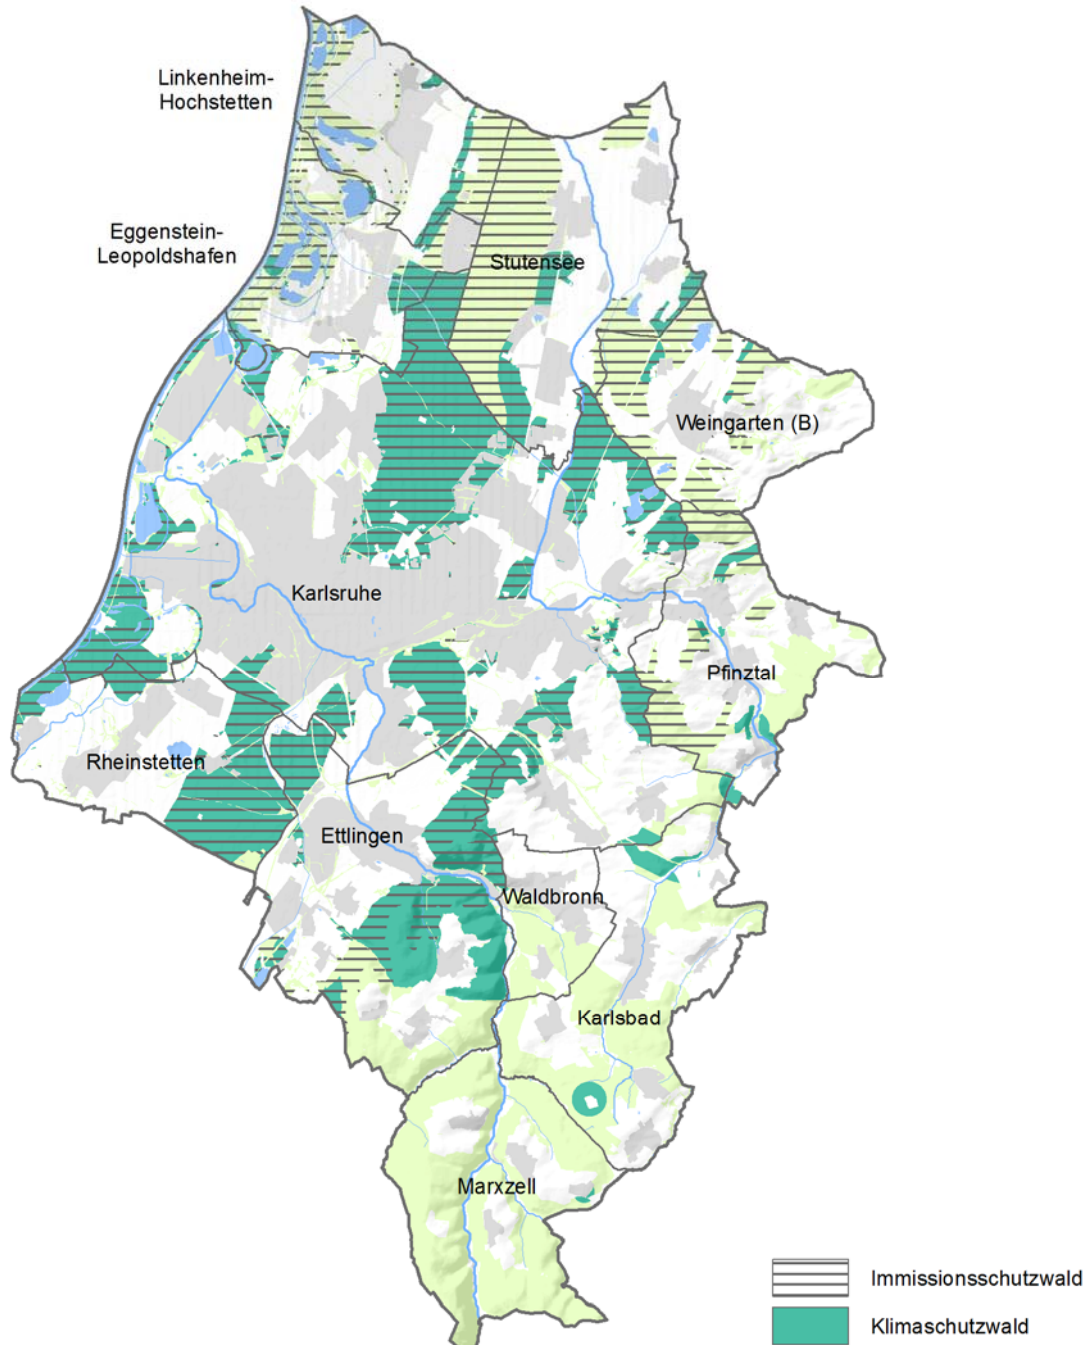 Linkenheim-
Hochstetten
Eggenstein-
Leopoldshafen
Stutensee
Weingarten (B)
Karlsruhe
Pfinztal
Rheinstetten
Ettlingen
Waldbronn
Karlsbad
Marxzell
Immissionsschutzwald
Klimaschutzwald